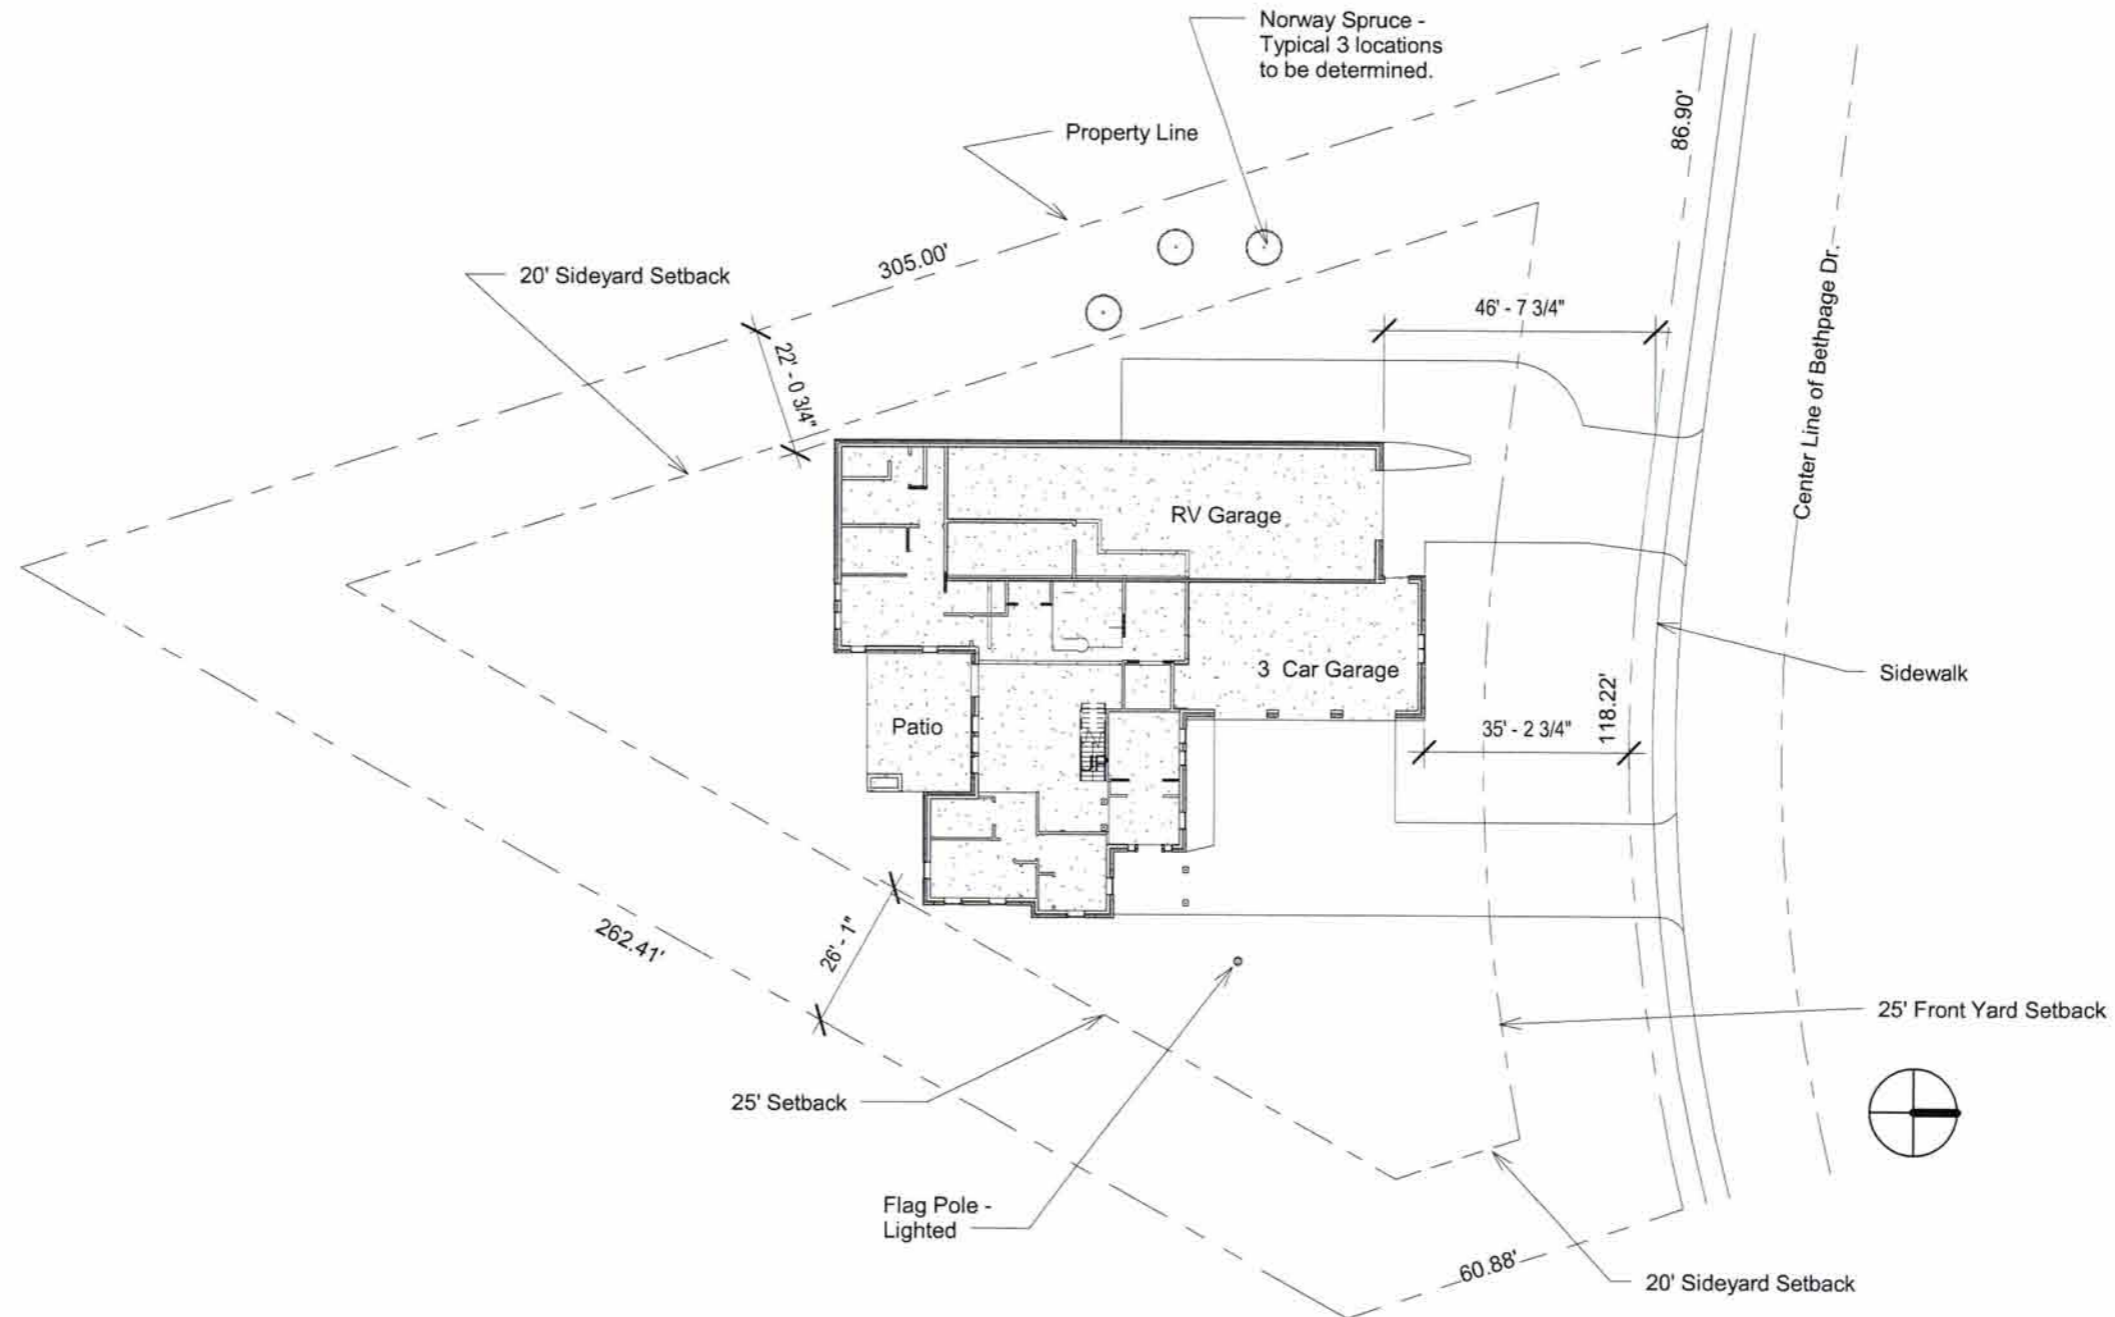 Norway Spruce -
Typical 3 locations
to be determined.
Property Line
86.90'
305.00'
20' Sideyard Setback
46' - 7 3/4"
22' - 0 3/4"
Center Line of Bethpage Dr.
RV Garage
3 Car Garage
Sidewalk
118.22'
Patio
35' - 2 3/4"
UP
262.41'
26' - 1"
25' Front Yard Setback
25' Setback
Flag Pole -
Lighted
60.88'
20' Sideyard Setback